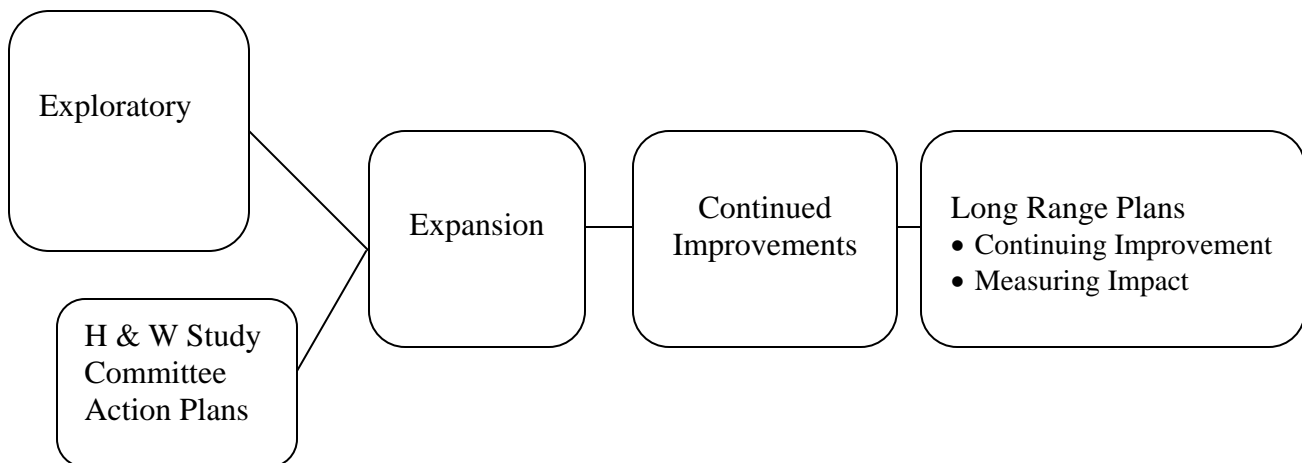 Exploratory
H & W Study
Committee
Action Plans
Expansion
Continued
Improvements
Long Range Plans
• Continuing Improvement
• Measuring Impact